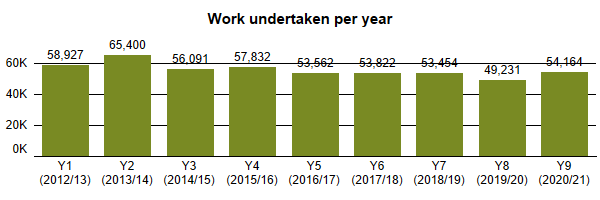 Work undertaken per year
58,927 65,400 56,091 57,832 53,562 53,822 53,454 49,231 54,164
60K
40K
20K
0K
Y1 Y2 Y3 Y4 Y5 Y6 Y7 Y8 Y9
(2012/13) (2013/14) (2014/15) (2015/16) (2016/17) (2017/18) (2018/19) (2019/20) (2020/21)